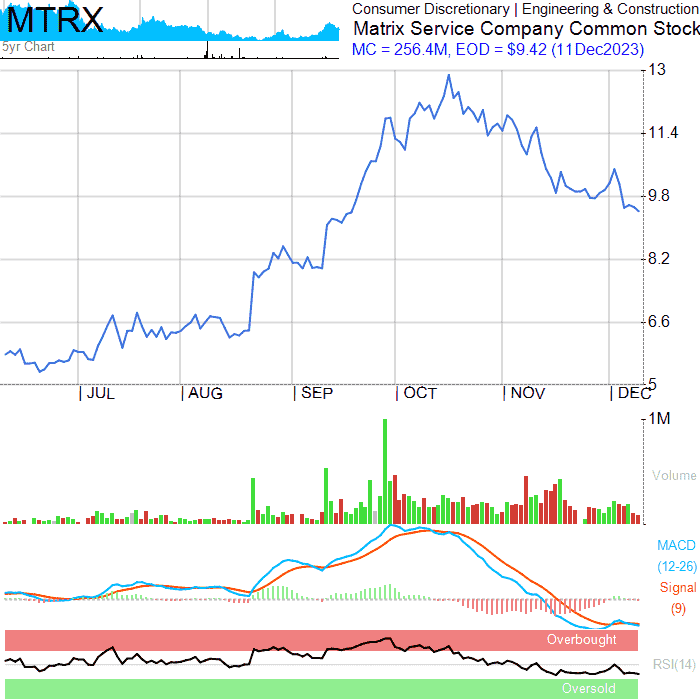 MTRX
5yr Chart
Consumer Discretionary | Engineering & Construction
Matrix Service Company Common Stock
MC = 256.4M, EOD = $9.42 (11Dec2023)
13
11.4
9.8
8.2
6.6
5
JUL
AUG
SEP
OCT
NOV
DEC
1M
Volume
MACD
(12-26)
Signal
(9)
Overbought
RSI(14)
Oversold